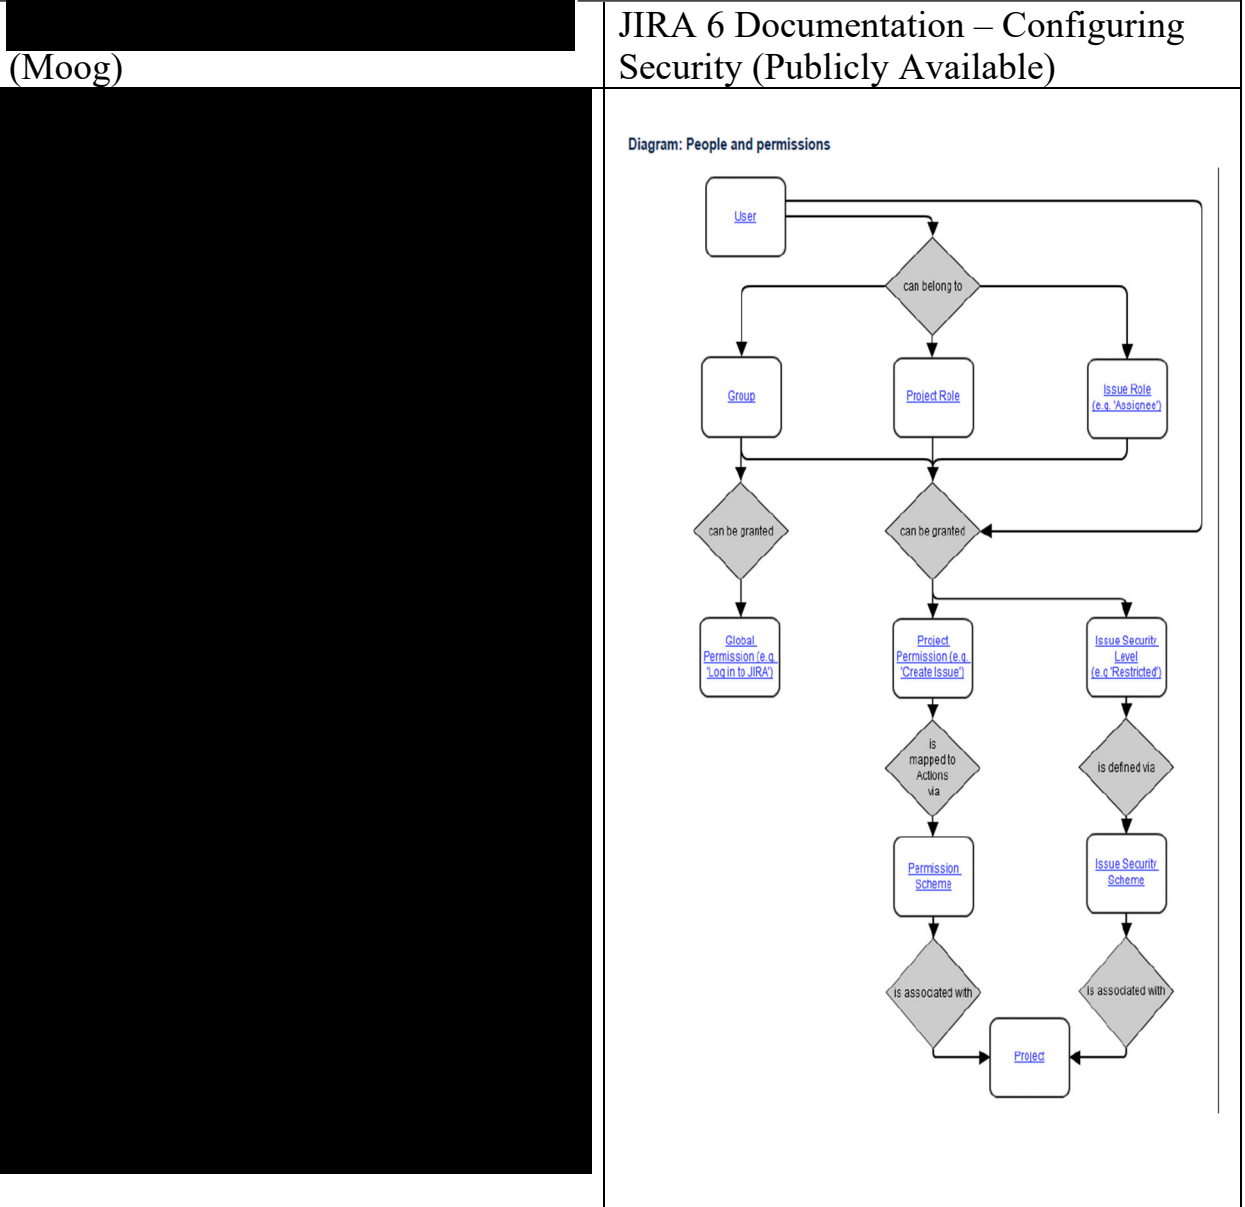 (Moog)
JIRA 6 Documentation – Configuring
Security (Publicly Available)
Diagram: People and permissions
User
can belong to
Group
Project Role
Issue Role
(e.g. 'Assignee')
can be granted
can be granted
Global
Permission (e.g.
'Log in to JIRA')
Project
Permission (e.g.
'Create Issue')
Issue Security
Level
(e.g 'Restricted')
is
mapped to
Actions
via
is defined via
Permission
Scheme
Issue Security
Scheme
is associated with
is associated with
Project